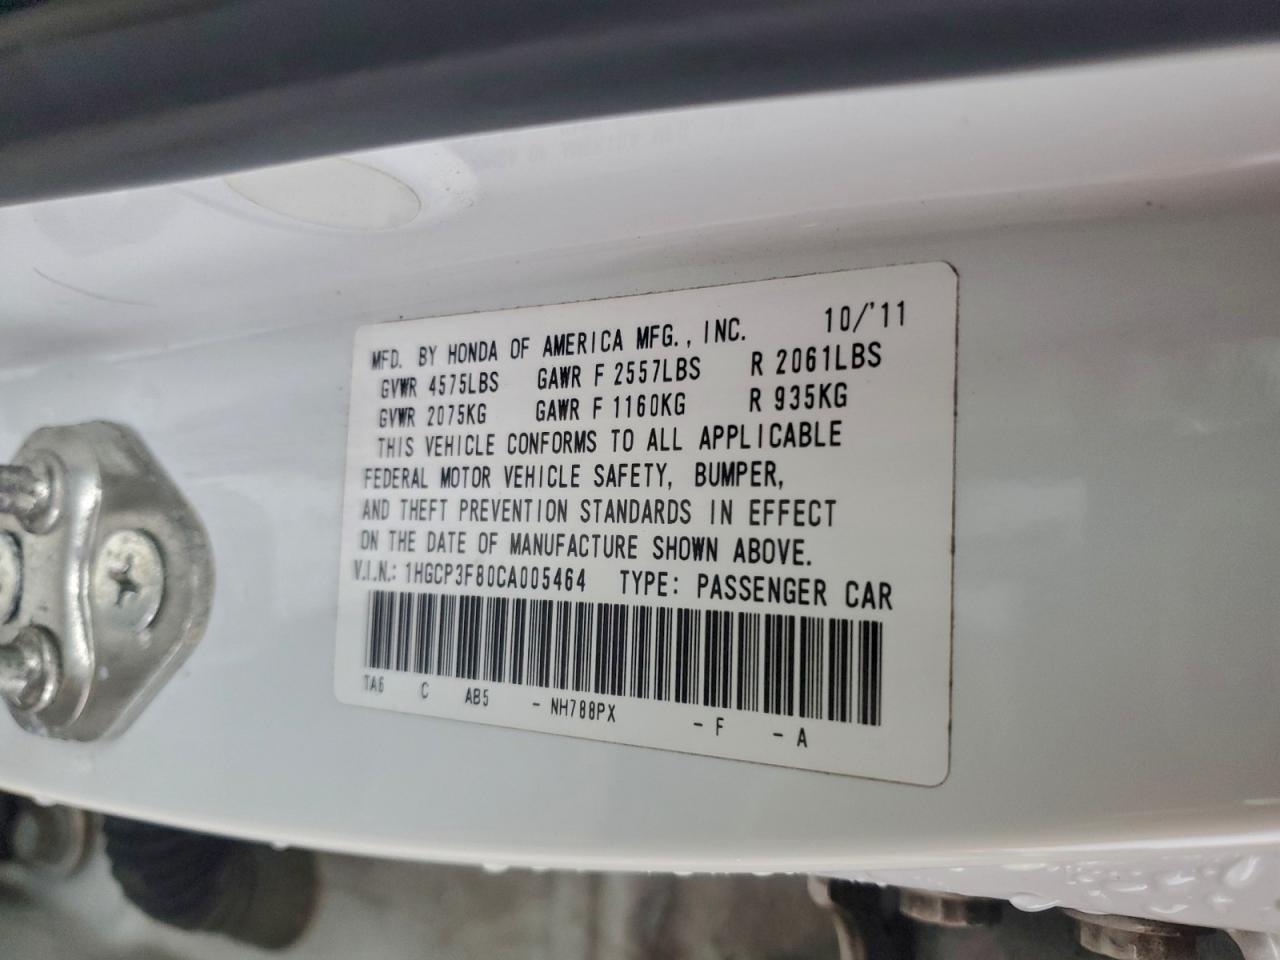 MFD. BY HONDA OF AMERICA MFG., INC. 10/'11
GVWR 4575LBS GAWR F 2557LBS R 2061LBS
GVWR 2075KG GAWR F 1160KG R 935KG
THIS VEHICLE CONFORMS TO ALL APPLICABLE
FEDERAL MOTOR VEHICLE SAFETY, BUMPER,
AND THEFT PREVENTION STANDARDS IN EFFECT
ON THE DATE OF MANUFACTURE SHOWN ABOVE.
V.I.N.: 1HGCP3F80CA005464 TYPE: PASSENGER CAR
TA6 C AB5 - NH788PX - F - A